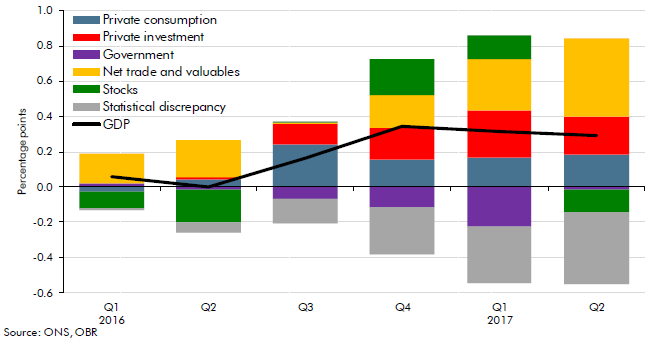 1.0
0.8
0.6
0.4
0.2
0.0
-0.2
-0.4
-0.6
Percentage points
Private consumption
Private investment
Government
Net trade and valuables
Stocks
Statistical discrepancy
GDP
Q1 Q2 Q3 Q4 Q1 Q2
2016 2017
Source: ONS, OBR